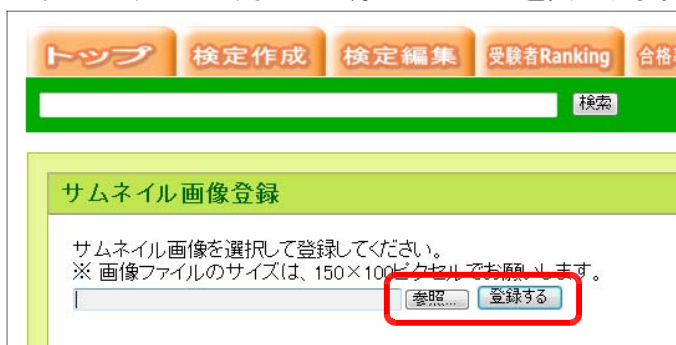 トップ 検定作成 検定編集 受験者Ranking 合格
検索
サムネイル画像登録
サムネイル画像を選択して登録してください。
※ 画像ファイルのサイズは、150×100ピクセルでお願いします。
参照... 登録する